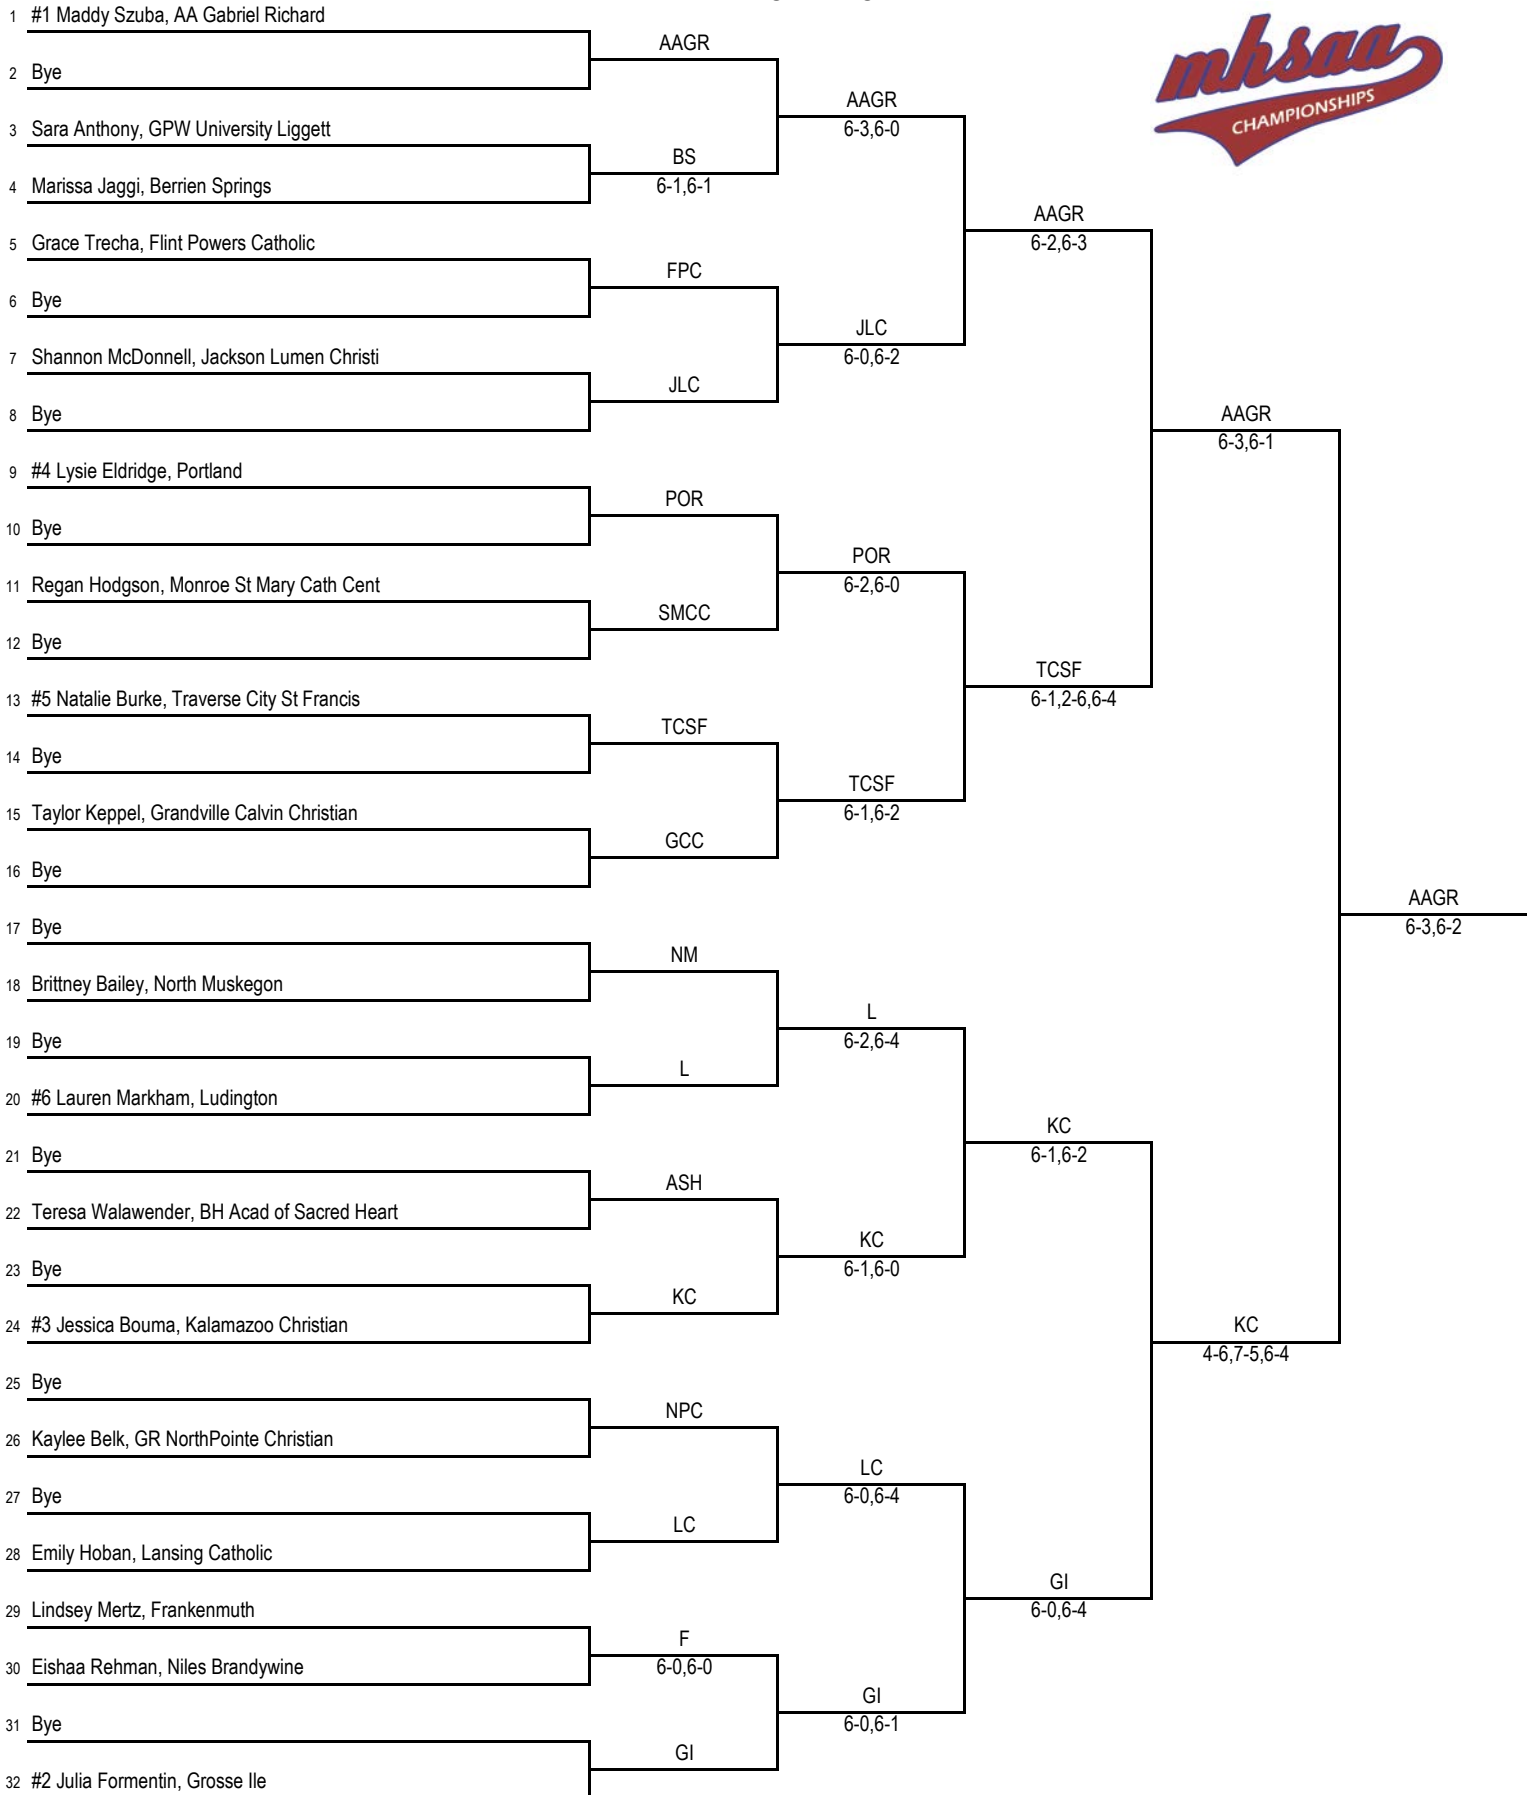 mhsaa
CHAMPIONSHIPS
1 #1 Maddy Szuba, AA Gabriel Richard
2 Bye
3 Sara Anthony, GPW University Liggett
4 Marissa Jaggi, Berrien Springs
5 Grace Trecha, Flint Powers Catholic
6 Bye
7 Shannon McDonnell, Jackson Lumen Christi
8 Bye
9 #4 Lysie Eldridge, Portland
10 Bye
11 Regan Hodgson, Monroe St Mary Cath Cent
12 Bye
13 #5 Natalie Burke, Traverse City St Francis
14 Bye
15 Taylor Keppel, Grandville Calvin Christian
16 Bye
17 Bye
18 Brittney Bailey, North Muskegon
19 Bye
20 #6 Lauren Markham, Ludington
21 Bye
22 Teresa Walawender, BH Acad of Sacred Heart
23 Bye
24 #3 Jessica Bouma, Kalamazoo Christian
25 Bye
26 Kaylee Belk, GR NorthPointe Christian
27 Bye
28 Emily Hoban, Lansing Catholic
29 Lindsey Mertz, Frankenmuth
30 Eishaa Rehman, Niles Brandywine
31 Bye
32 #2 Julia Formentin, Grosse Ile
AAGR
BS
6-1,6-1
FPC
JLC
POR
SMCC
TCSF
GCC
NM
L
ASH
KC
NPC
LC
F
6-0,6-0
GI
AAGR
6-3,6-0
JLC
6-0,6-2
POR
6-2,6-0
TCSF
6-1,6-2
L
6-2,6-4
KC
6-1,6-0
LC
6-0,6-4
GI
6-0,6-1
AAGR
6-2,6-3
TCSF
6-1,2-6,6-4
KC
6-1,6-2
GI
6-0,6-4
AAGR
6-3,6-1
KC
4-6,7-5,6-4
AAGR
6-3,6-2